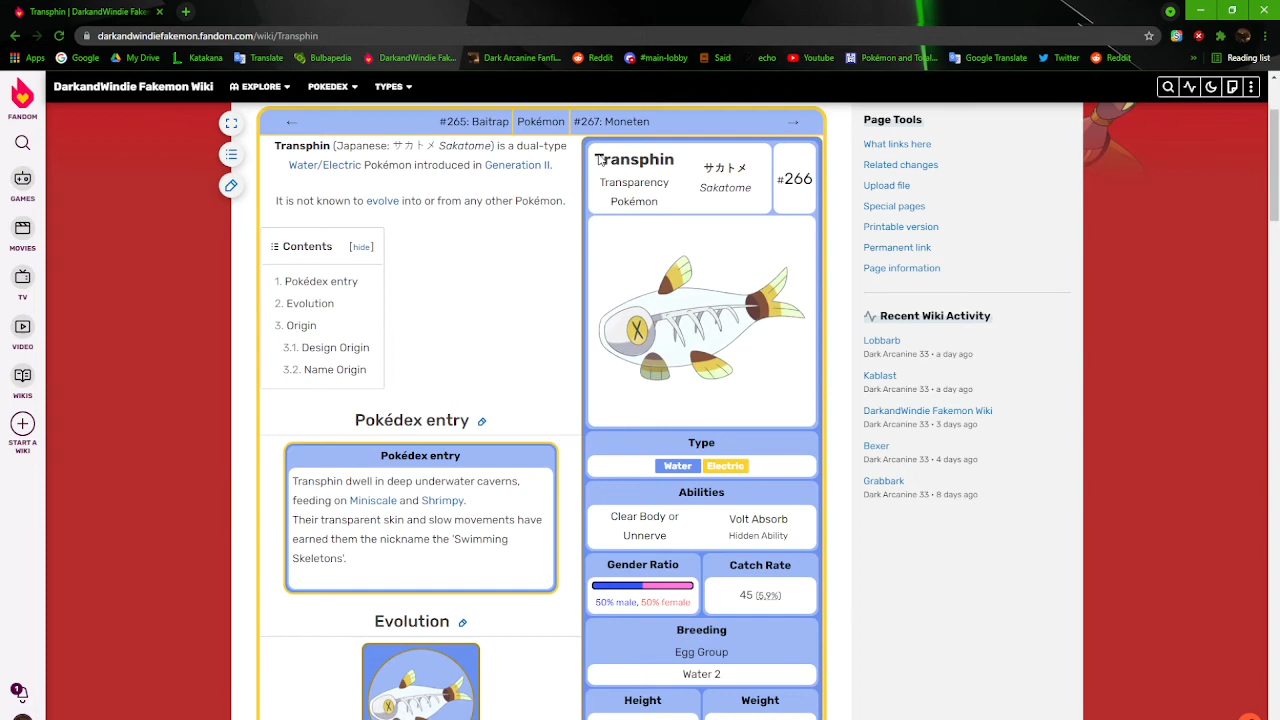 Transphin | DarkandWindie Fake
darkandwindiefakemon.fandom.com/wiki/Transphin
Apps Google My Drive Katakana Translate Bulbapedia DarkandWindie Fak... Dark Arcanine Fanfi... Reddit #main-lobby Said echo Youtube Pokémon and Total... Google Translate Twitter Reddit » Reading list
DarkandWindie Fakemon Wiki EXPLORE POKEDEX TYPES
FANDOM
GAMES
MOVIES
TV
VIDEO
WIKIS
START A
WIKI
1
← #265: Baitrap Pokémon #267: Moneten →
Transphin (Japanese: サカトメ Sakatome) is a dual-type
Water/Electric Pokémon introduced in Generation II.
It is not known to evolve into or from any other Pokémon.
Contents [hide]
1. Pokédex entry
2. Evolution
3. Origin
3.1. Design Origin
3.2. Name Origin
Pokédex entry
Pokédex entry
Transphin dwell in deep underwater caverns,
feeding on Miniscale and Shrimpy.
Their transparent skin and slow movements have
earned them the nickname the 'Swimming
Skeletons'.
Evolution
Transphin
Transparency
Pokémon
サカトメ
Sakatome
#266
Type
Water Electric
Abilities
Clear Body or
Unnerve
Volt Absorb
Hidden Ability
Gender Ratio
50% male, 50% female
Catch Rate
45 (5.9%)
Breeding
Egg Group
Water 2
Height Weight
Page Tools
What links here
Related changes
Upload file
Special pages
Printable version
Permanent link
Page information
Recent Wiki Activity
Lobbarb
Dark Arcanine 33 • a day ago
Kablast
Dark Arcanine 33 • a day ago
DarkandWindie Fakemon Wiki
Dark Arcanine 33 • 3 days ago
Bexer
Dark Arcanine 33 • 4 days ago
Grabbark
Dark Arcanine 33 • 8 days ago